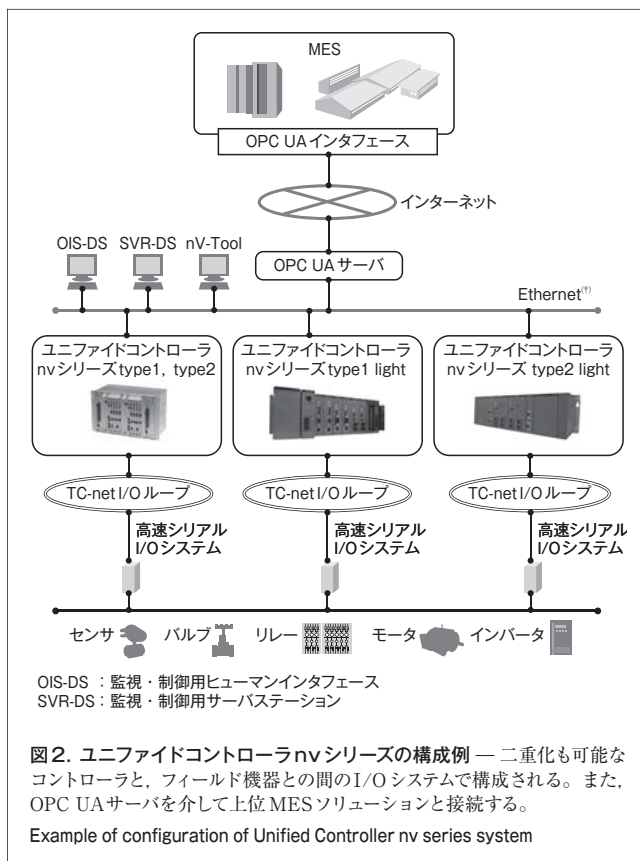 MES
OPC UAインタフェース
インターネット
OIS-DS SVR-DS nV-Tool
OPC UAサーバ
Ethernet(†)
ユニファイドコントローラ
nvシリーズtype1, type2
ユニファイドコントローラ
nvシリーズtype1 light
ユニファイドコントローラ
nvシリーズ type2 light
TC-net I/Oループ
TC-net I/Oループ
TC-net I/Oループ
高速シリアル
I/Oシステム
高速シリアル
I/Oシステム
高速シリアル
I/Oシステム
センサ バルブ リレー モータ インバータ
OIS-DS :監視・制御用ヒューマンインタフェース
SVR-DS:監視・制御用サーバステーション
図2. ユニファイドコントローラnvシリーズの構成例 — 二重化も可能な
コントローラと,フィールド機器との間のI/Oシステムで構成される。また,
OPC UAサーバを介して上位MESソリューションと接続する。
Example of configuration of Unified Controller nv series system